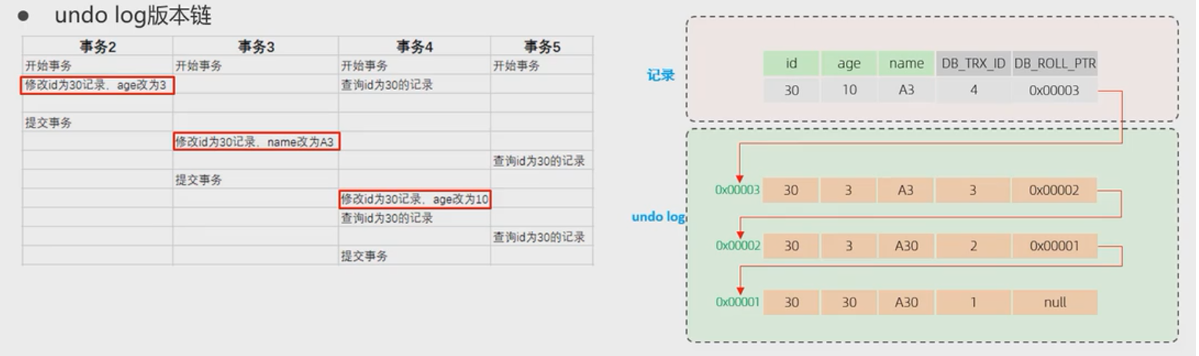 ● undo log版本链
事务2 事务3 事务4 事务5
开始事务 开始事务 开始事务 开始事务
修改id为30记录，age改为3 查询id为30的记录
提交事务
修改id为30记录，name改为A3
查询id为30的记录
提交事务
修改id为30记录，age改为10
查询id为30的记录
查询id为30的记录
提交事务
记录
id age name DB_TRX_ID DB_ROLL_PTR
30 10 A3 4 0x00003
undo log
0x00003 30 3 A3 3 0x00002
0x00002 30 3 A30 2 0x00001
0x00001 30 30 A30 1 null